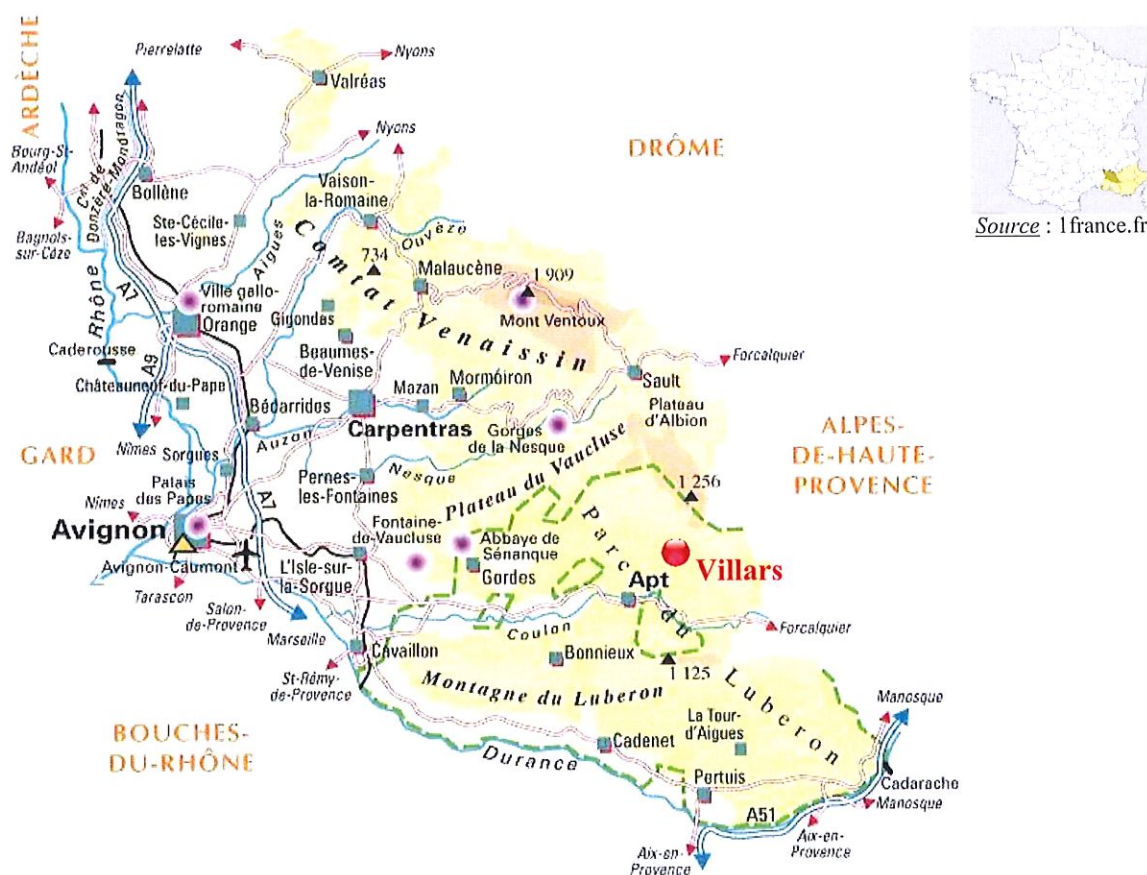 Pierrelatte
Nyons
Valréas
ARDÈCHE
Nyons
DRÔME
Source : 1france.fr
Bourg-St-
Andéol
Cal de
Donzère-Mondragon
Bollène
Vaison-
la-Romaine
Ste-Cécile-
les-Vignes
Aigues
Ouvèze
Bagnols-
sur-Cèze
734
Malaucène
1 909
Rhône
A7
Ville gallo-
romaine
Orange
Gigondas
Comtat Venaissin
Mont Ventoux
Caderousse
Beaumes-
de-Venise
Forcalquier
A9
Châteauneuf-du-Pape
Mazan
Mormoiron
Sault
Bédarrides
Plateau
d'Albion
Auzon
Carpentras
Gorges
de la Nesque
ALPES-
DE-HAUTE-
PROVENCE
Nîmes
GARD
Sorgues
Pernes-
les-Fontaines
Nesque
Plateau du Vaucluse
Palais
des Papes
A7
1 256
Nîmes
Avignon
Fontaine-
de-Vaucluse
Abbaye de
Sénanque
Parc du Luberon
Villars
Avignon-Caumont
L'Isle-sur-
la-Sorgue
Gordes
Apt
Tarascon
Salon-
de-Provence
Marseille
Coulon
Forcalquier
Cavaillon
Bonnieux
St-Rémy-
de-Provence
Montagne du Luberon
1 125
Manosque
BOUCHES-
DU-RHÔNE
La Tour-
d'Aigues
Durance
Cadenet
Cadarache
Pertuis
Manosque
A51
Aix-en-
Provence
Aix-en-
Provence